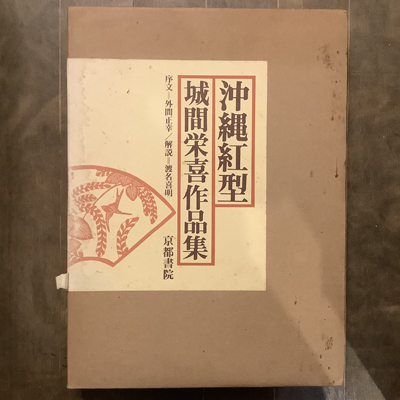 沖縄紅型
城間栄喜作品集
序文=外間正幸/解説=渡名喜明
京都書院